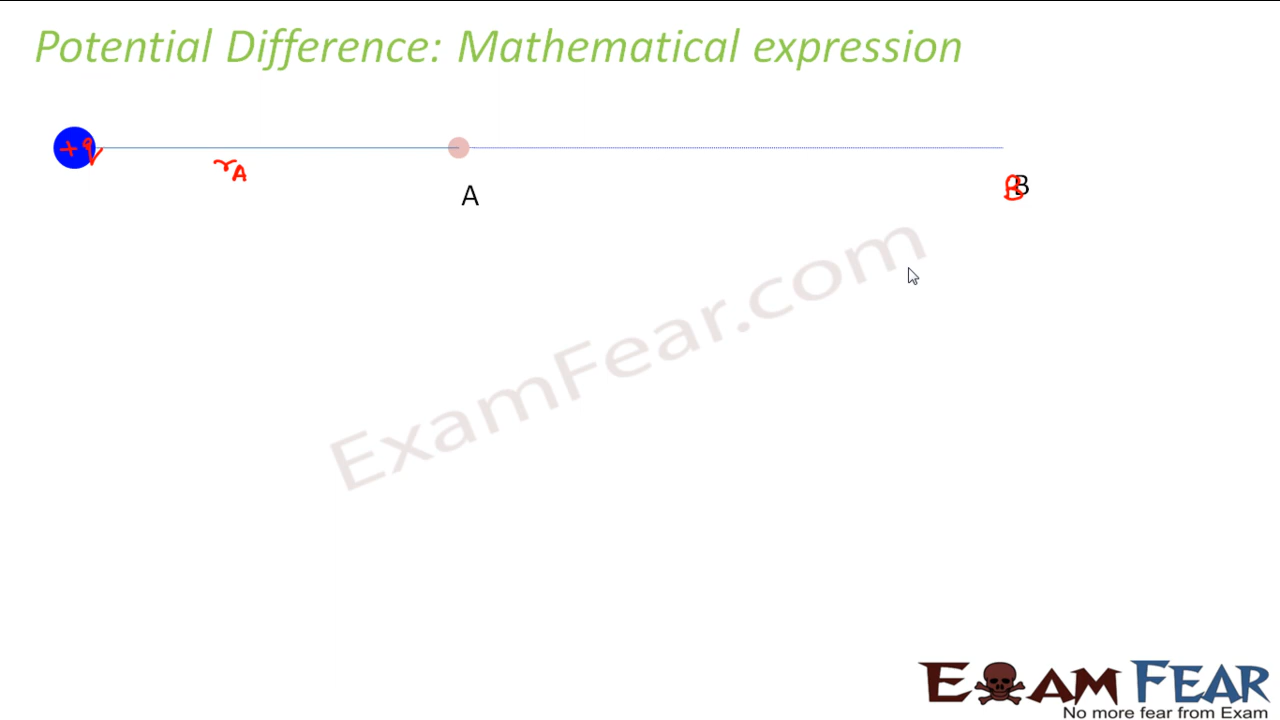 Potential Difference: Mathematical expression
+q
rA
A
B B
ExamFear.com
EXAM FEAR
No more fear from Exam